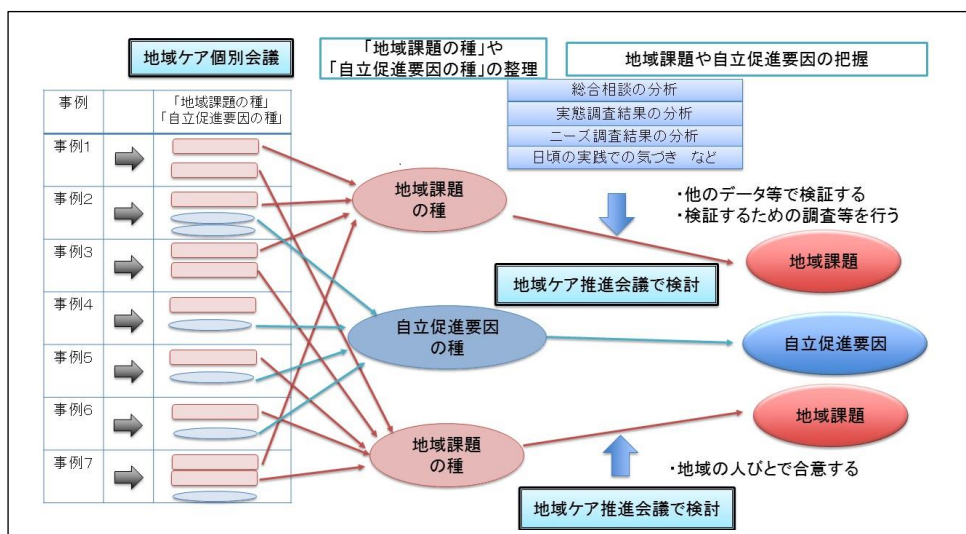 地域ケア個別会議
「地域課題の種」や
「自立促進要因の種」の整理
地域課題や自立促進要因の把握
事例
「地域課題の種」
「自立促進要因の種」
事例1
事例2
事例3
事例4
事例5
事例6
事例7
総合相談の分析
実態調査結果の分析
ニーズ調査結果の分析
日頃の実践での気づき など
地域課題
の種
・他のデータ等で検証する
・検証するための調査等を行う
地域課題
地域ケア推進会議で検討
自立促進要因
の種
自立促進要因
地域課題
の種
地域課題
・地域の人びとで合意する
地域ケア推進会議で検討